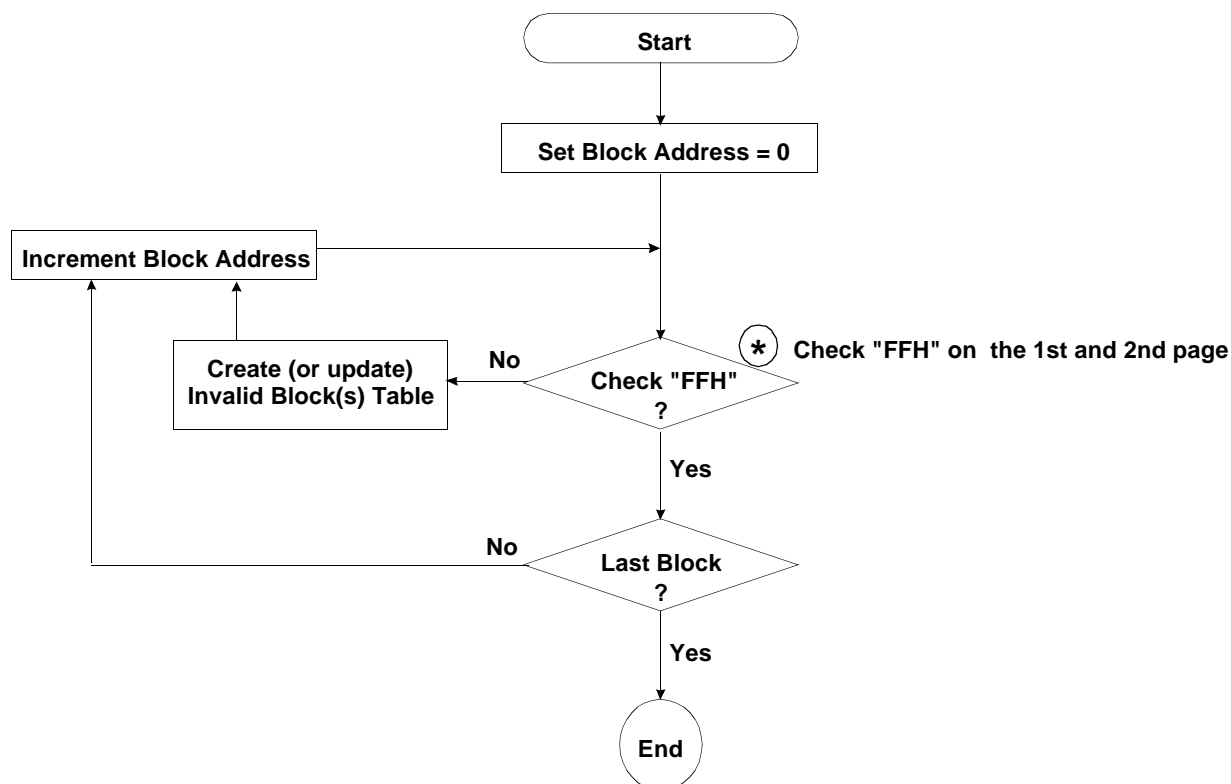 Start
Set Block Address = 0
Increment Block Address
* Check "FFH" on the 1st and 2nd page
No
Create (or update)
Invalid Block(s) Table
Check "FFH"
?
Yes
No
Last Block
?
Yes
End